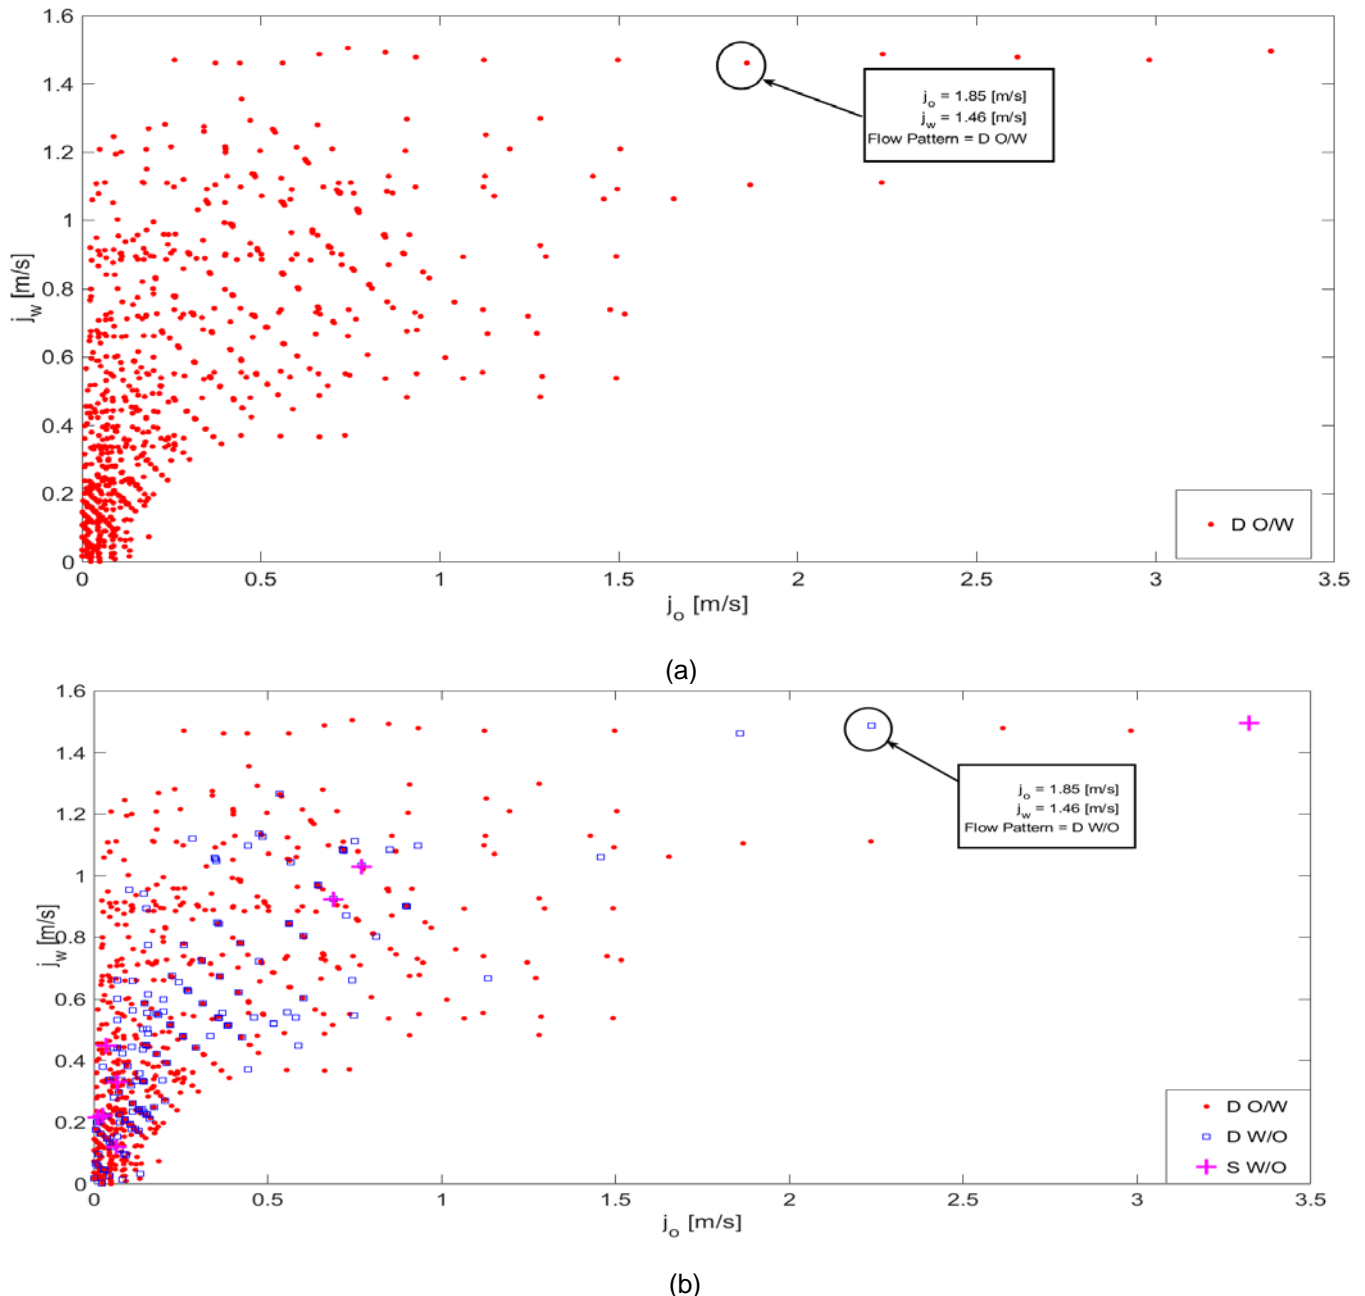 1.6
1.4
1.2
1
0.8
0.6
0.4
0.2
0
j_w [m/s]
j_o = 1.85 [m/s]
j_w = 1.46 [m/s]
Flow Pattern = D O/W
D O/W
0 0.5 1 1.5 2 2.5 3 3.5
j_o [m/s]
(a)
1.6
1.4
1.2
1
0.8
0.6
0.4
0.2
0
j_w [m/s]
j_o = 1.85 [m/s]
j_w = 1.46 [m/s]
Flow Pattern = D W/O
D O/W
D W/O
S W/O
0 0.5 1 1.5 2 2.5 3 3.5
j_o [m/s]
(b)